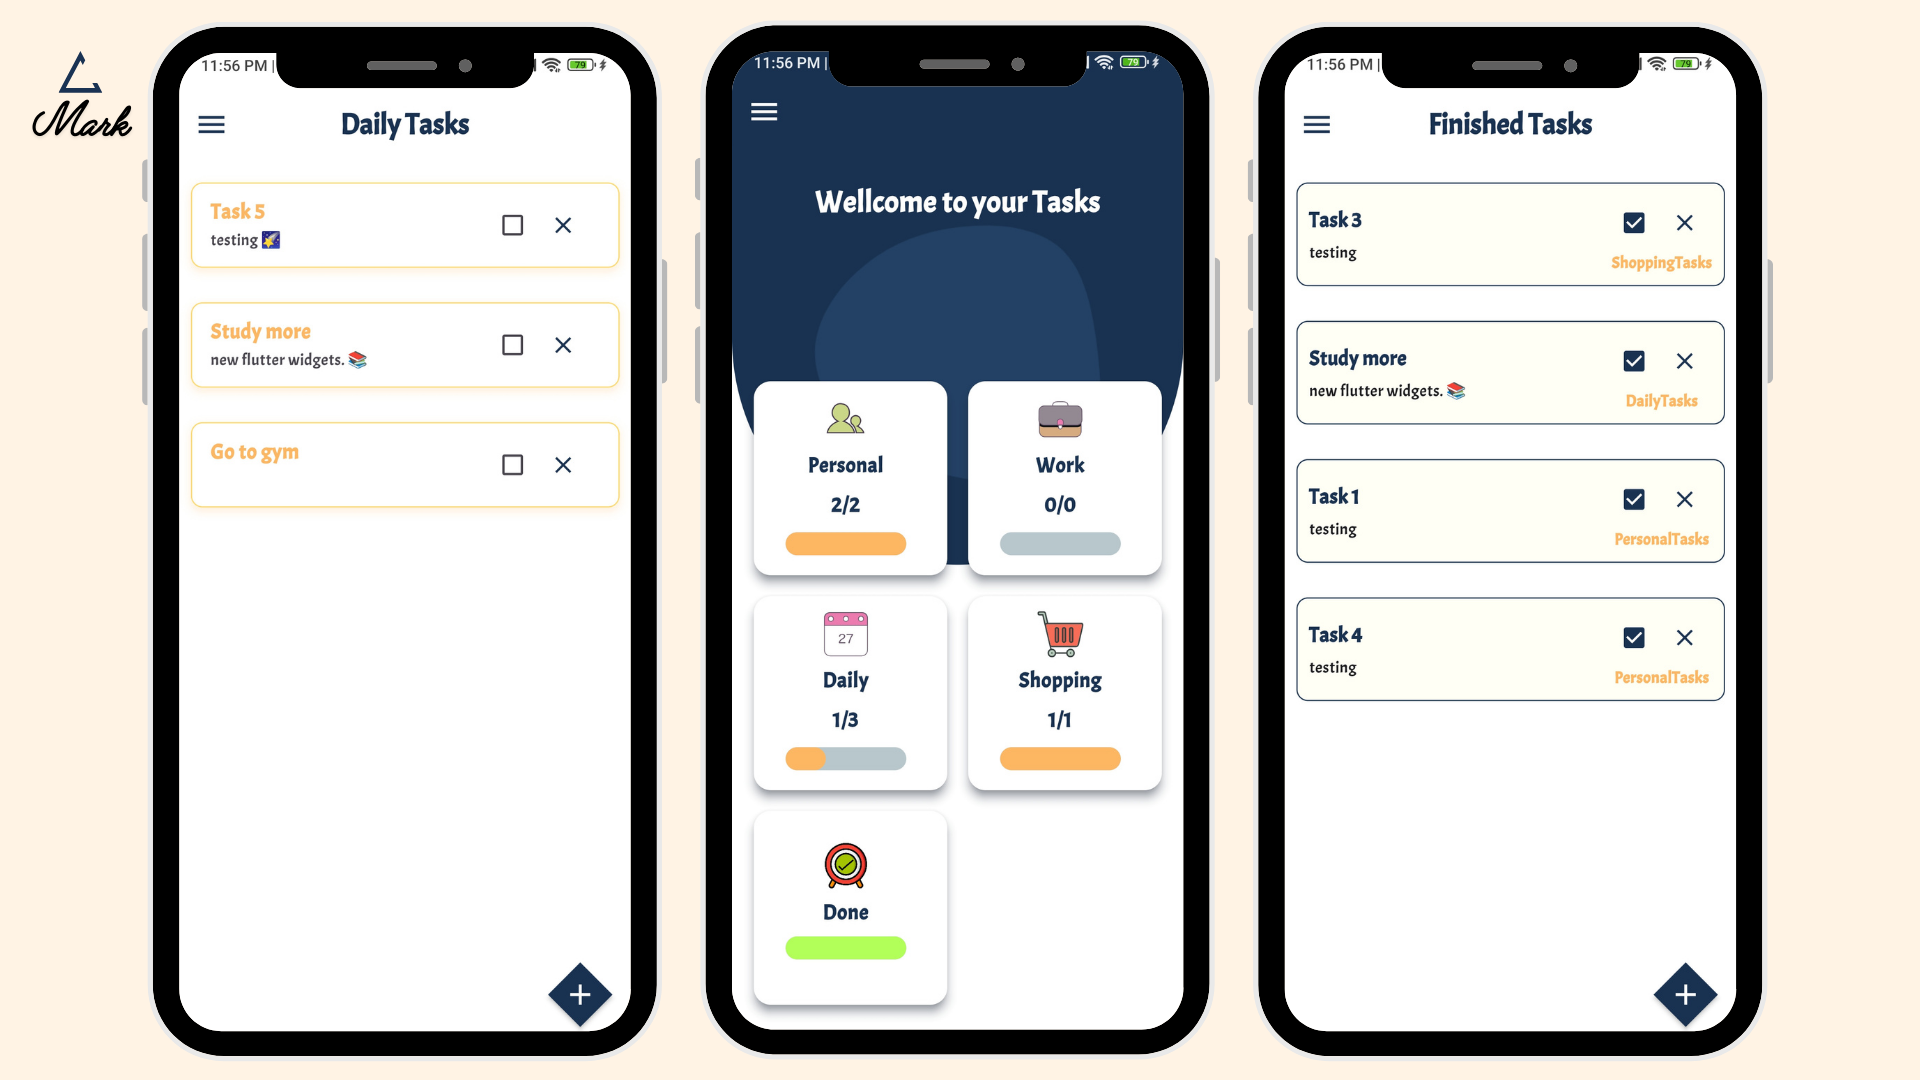 Mark
11:56 PM |
79
Daily Tasks
Task 5
testing 🌠
Study more
new flutter widgets. 📚
Go to gym
11:56 PM |
79
Wellcome to your Tasks
Personal
2/2
Work
0/0
27
Daily
1/3
Shopping
1/1
Done
11:56 PM |
79
Finished Tasks
Task 3
testing
ShoppingTasks
Study more
new flutter widgets. 📚
DailyTasks
Task 1
testing
PersonalTasks
Task 4
testing
PersonalTasks